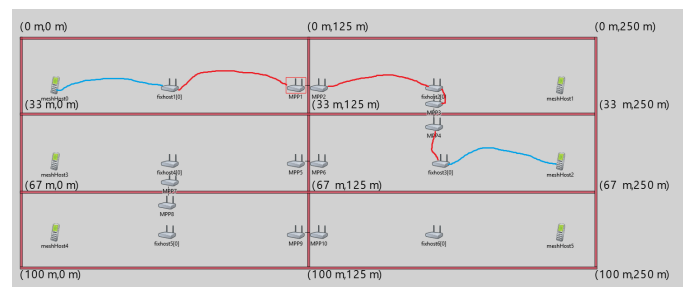 (0 m,0 m) (0 m,125 m) (0 m,250 m)
meshHost0 fixhost1[0] MPP1 MPP2 fixhost2[0] meshHost1
(33 m,0 m) (33 m,125 m) MPP3 (33 m,250 m)
MPP4
meshHost3 fixhost4[0] MPP5 MPP6 fixhost3[0] meshHost2
(67 m,0 m) MPP7 (67 m,125 m) (67 m,250 m)
MPP8
meshHost4 fixhost5[0] MPP9 MPP10 fixhost6[0] meshHost5
(100 m,0 m) (100 m,125 m) (100 m,250 m)